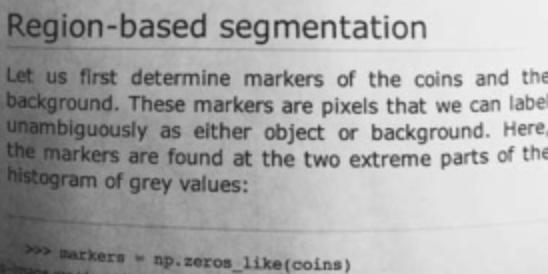 Region-based segmentation
Let us first determine markers of the coins and the
background. These markers are pixels that we can label
unambiguously as either object or background. Here,
the markers are found at the two extreme parts of the
histogram of grey values:
>>> markers = np.zeros_like(coins)